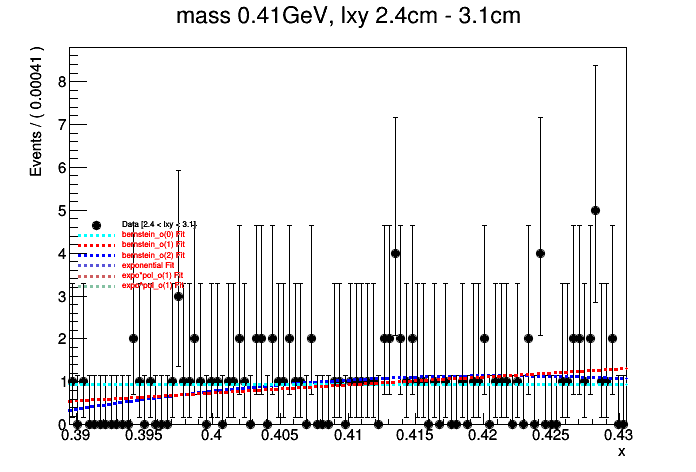 mass 0.41GeV, lxy 2.4cm - 3.1cm
Events / ( 0.00041 )
8
7
6
5
4
3
2
1
0
Data [2.4 < lxy < 3.1]
bernstein_o(0) Fit
bernstein_o(1) Fit
bernstein_o(2) Fit
exponential Fit
expo*pol_o(1) Fit
expo*pol_o(1) Fit
0.39 0.395 0.4 0.405 0.41 0.415 0.42 0.425 0.43
x